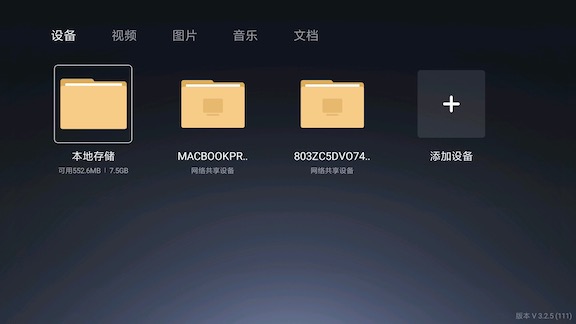 设备 视频 图片 音乐 文档
本地存储 MACBOOKPR.. 803ZC5DVO74.. 添加设备
可用552.6MB | 7.5GB 网络共享设备 网络共享设备
版本 V 3.2.5 (111)